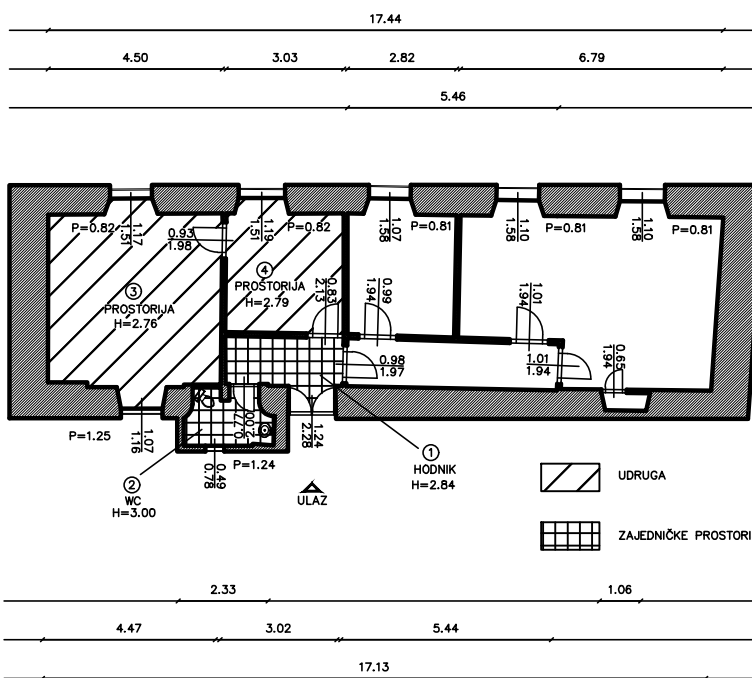 17.44
4.50 3.03 2.82 6.79
5.46
P=0.82 1.17 1.51 0.93 1.98 1.19 1.51 P=0.82 1.07 1.58 P=0.81 1.10 1.58 P=0.81 1.10 1.58 P=0.81
3
PROSTORIJA
H=2.76
4
PROSTORIJA
H=2.79
0.83 2.13
0.99 1.94
1.01 1.94
0.98
1.97
1.01
1.94
0.65 1.94
P=1.25
1.07 1.16
2.00 0.77
1.24 2.28
P=1.24
0.49 0.78
2
WC
H=3.00
ULAZ
1
HODNIK
H=2.84
UDRUGA
ZAJEDNIČKE PROSTORI
2.33 1.06
4.47 3.02 5.44
17.13